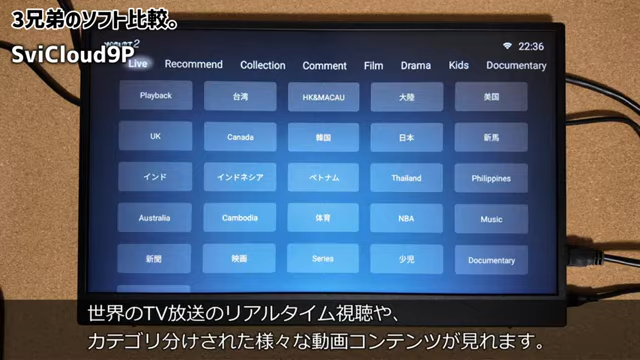 3兄弟のソフト比較。
SviCloud9P
22:36
Live Recommend Collection Comment Film Drama Kids Documentary
Playback 台湾 HK&MACAU 大陸 美国
UK Canada 韓国 日本 新馬
インド インドネシア ベトナム Thailand Philippines
Australia Cambodia 体育 NBA Music
新聞 映画 Series 少児 Documentary
世界のTV放送のリアルタイム視聴や、
カテゴリ分けされた様々な動画コンテンツが見れます。